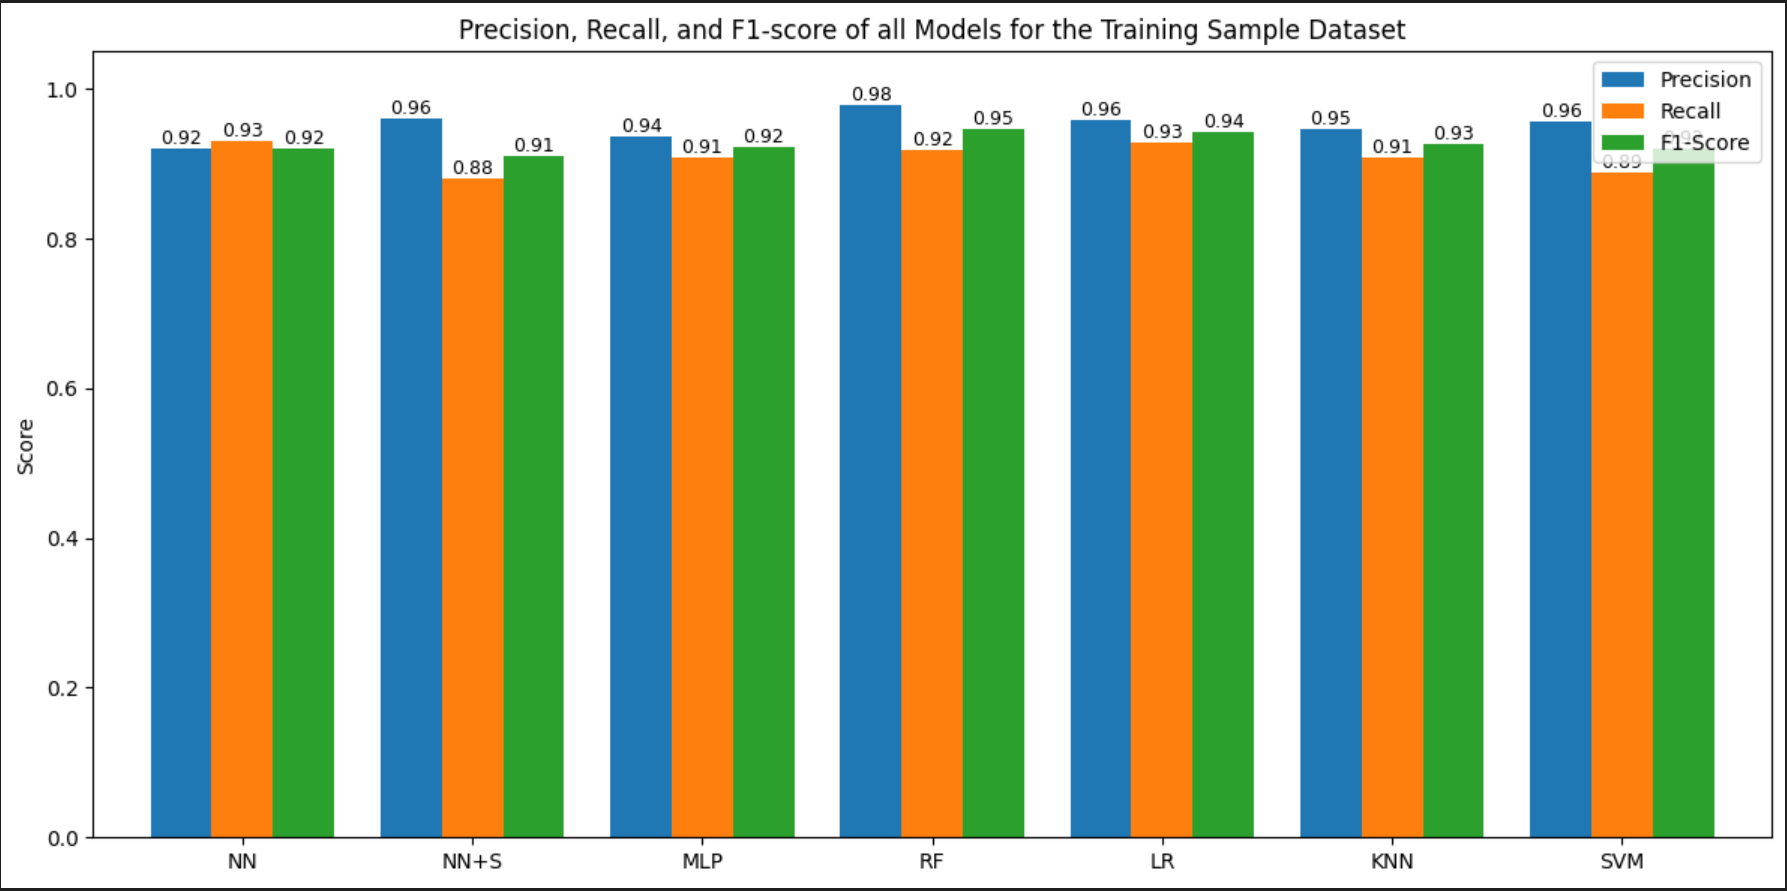 Precision, Recall, and F1-score of all Models for the Training Sample Dataset
Precision
Recall
F1-Score
1.0
0.8
0.6
0.4
0.2
0.0
Score
0.92 0.93 0.92
0.96 0.88 0.91
0.94 0.91 0.92
0.98 0.92 0.95
0.96 0.93 0.94
0.95 0.91 0.93
0.96 0.89
NN NN+S MLP RF LR KNN SVM